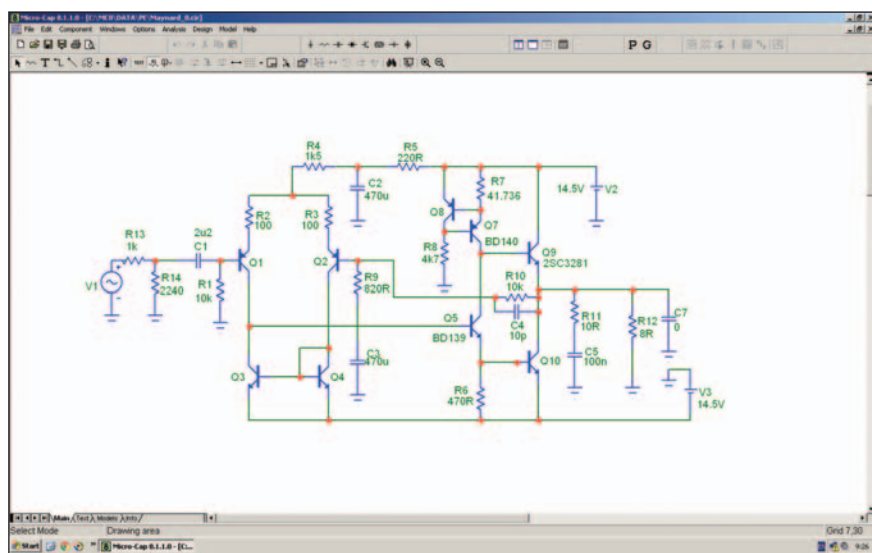 Micro-Cap 8.1.1.0 - [C:\MC8\DATA\PE\Maynard_8.cir]
File Edit Component Windows Options Analysis Design Model Help
P G
R4
1k5
R5
220R
C2
470u
R7
41.736
14.5V
V2
R2
100
R3
100
Q8
Q7
BD140
R8
4k7
Q9
2SC3281
R13
1k
2u2
C1
Q1
Q2
R9
820R
R10
10k
V1
R14
2240
R1
10k
C4
10p
R11
10R
R12
8R
C7
0
Q5
BD139
C3
470u
C5
100n
Q3
Q4
R6
470R
Q10
V3
14.5V
Main Text Models Info
Select Mode
Drawing area
Grid 7,30
Start
Micro-Cap 8.1.1.0 - [C...
9:26